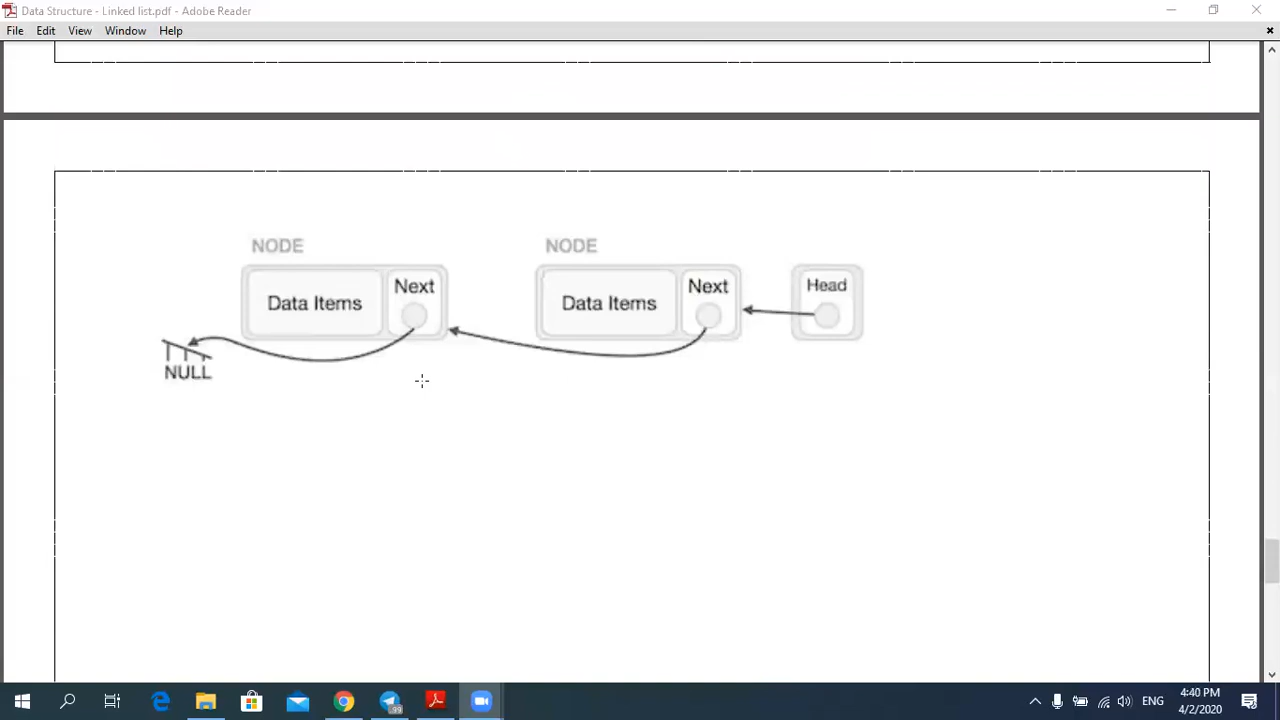 Data Structure - Linked list.pdf - Adobe Reader
File Edit View Window Help
NODE NODE
Data Items Next Data Items Next Head
NULL
99
ENG
4:40 PM
4/2/2020